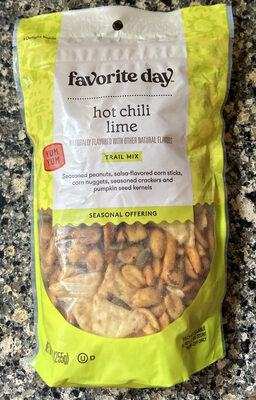 favorite day
hot chili
lime
NATURALLY FLAVORED WITH OTHER NATURAL FLAVORS
YUM
YUM
TRAIL MIX
Seasoned peanuts, salsa-flavored corn sticks,
corn nuggets, seasoned crackers and
pumpkin seed kernels
SEASONAL OFFERING
(255g)
U D